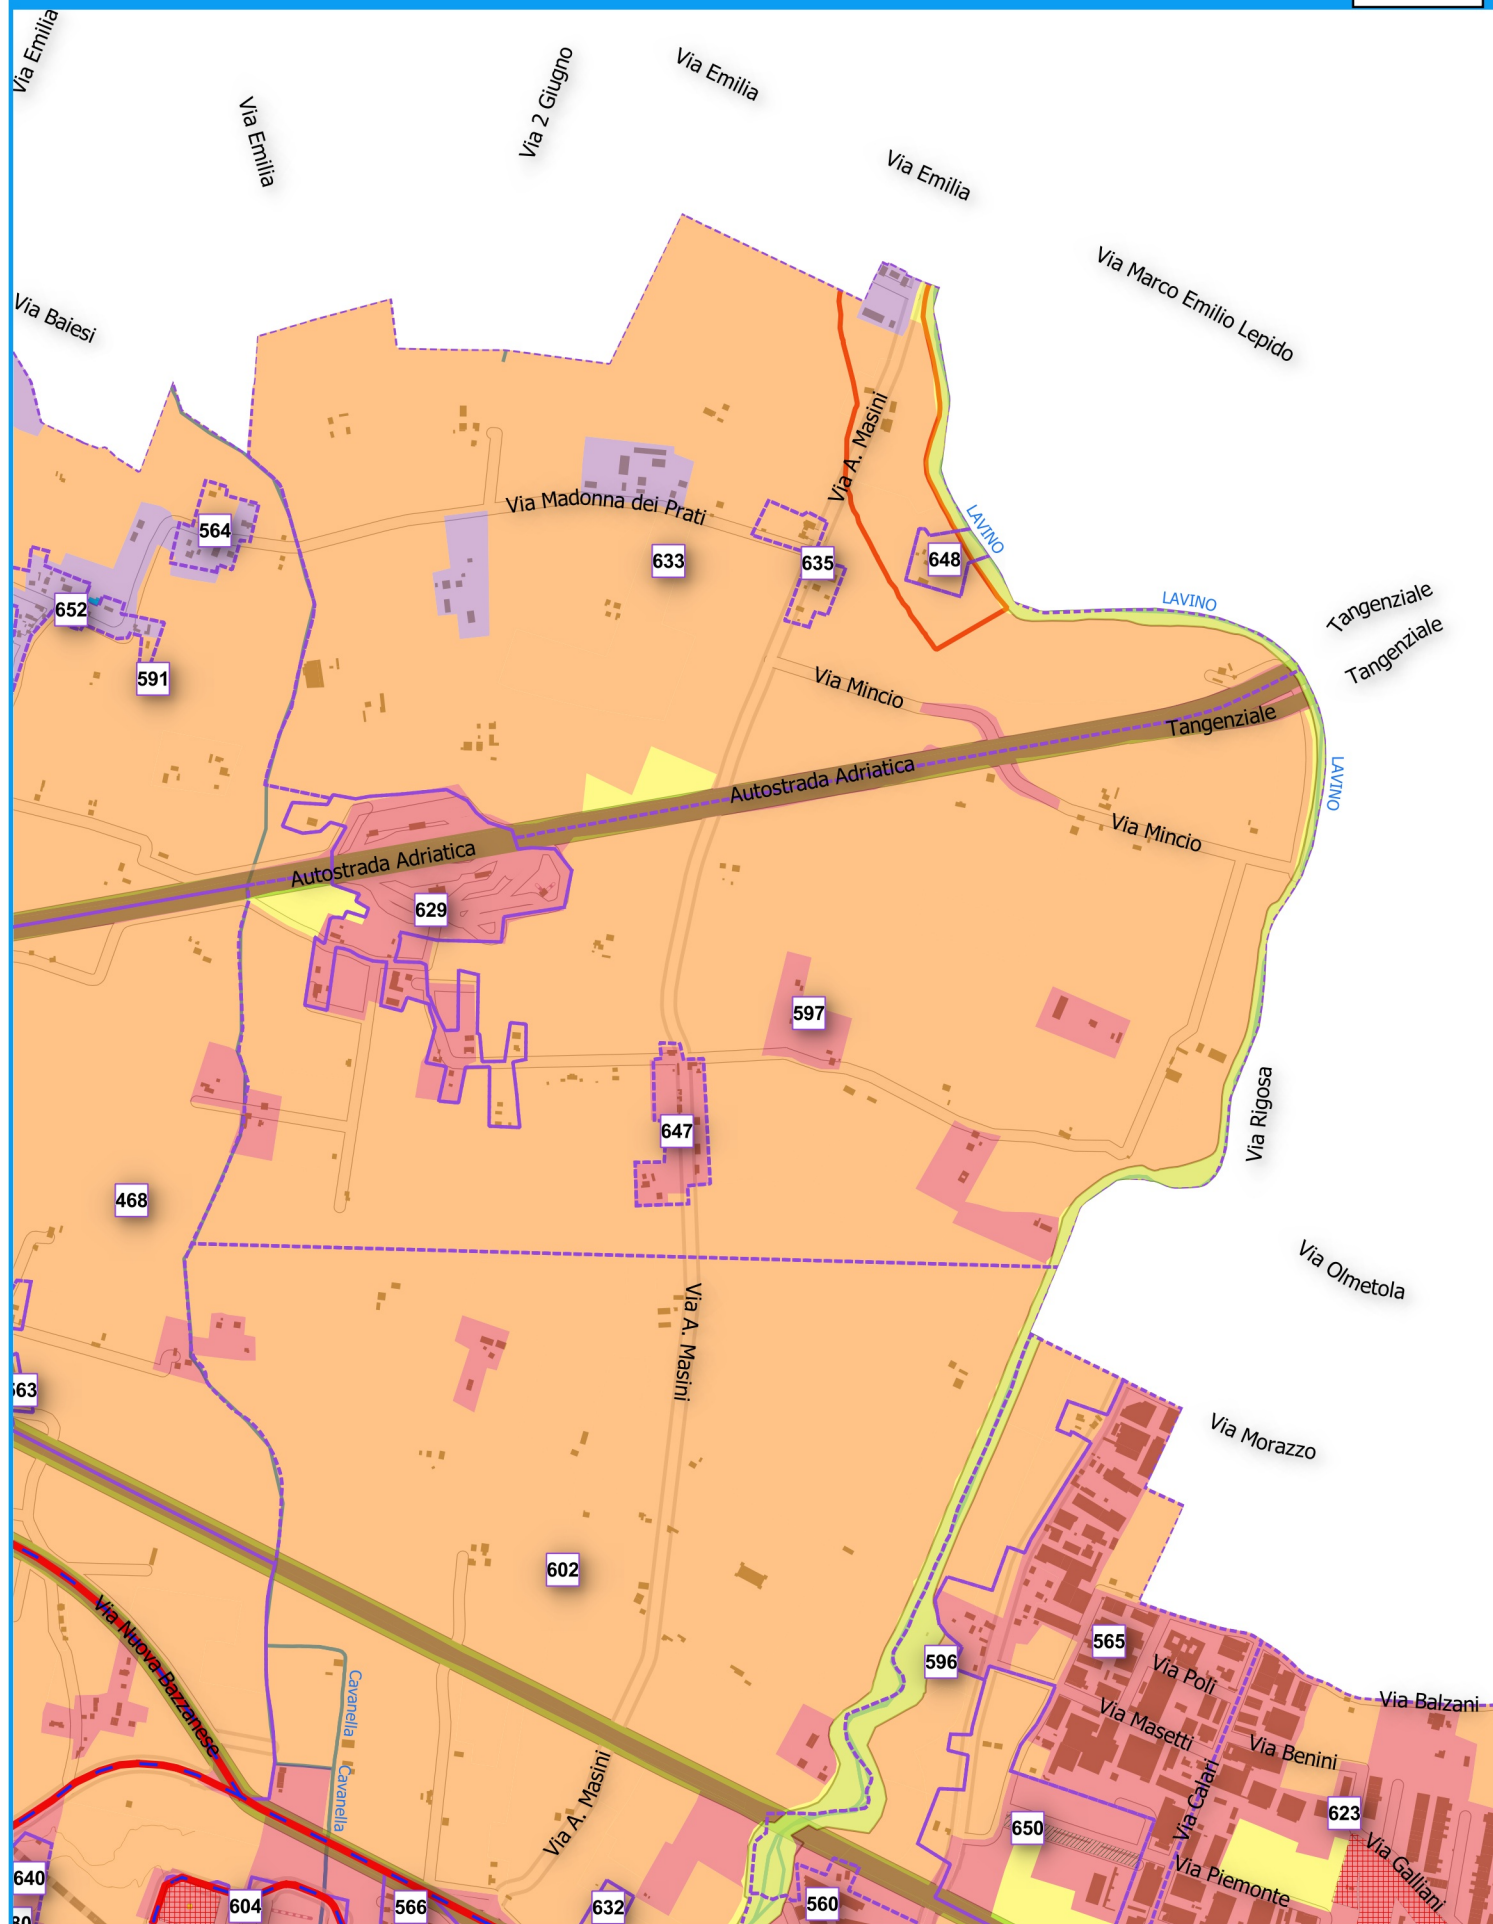 Via Emilia
Via Emilia
Via 2 Giugno
Via Emilia
Via Emilia
Via Marco Emilio Lepido
Via Baiesi
Via A. Masini
Via Madonna dei Prati
564
633
635
648
LAVINO
LAVINO
Tangenziale
Tangenziale
652
591
Via Mincio
Tangenziale
Autostrada Adriatica
LAVINO
Via Mincio
Autostrada Adriatica
629
597
647
Via Rigosa
468
Via Olmetola
Via A. Masini
563
Via Morazzo
602
Via Nuova Bazzanese
565
596
Via Poli
Via Balzani
Cavanella
Via Masetti
Via Benini
Via Calari
Cavanella
Via A. Masini
650
623
Via Galliani
Via Piemonte
640
604
566
632
560